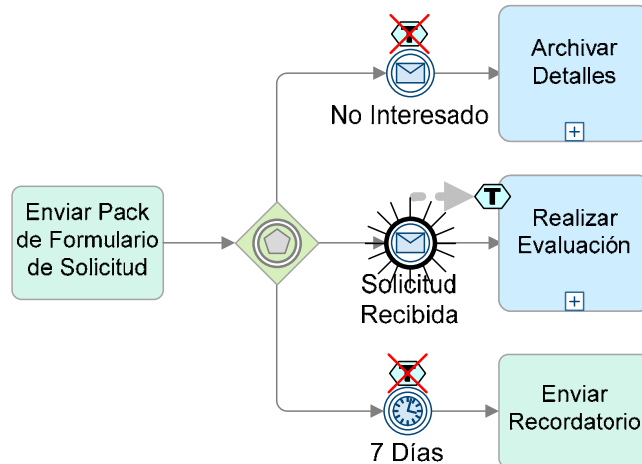 T
No Interesado
Archivar
Detalles
Enviar Pack
de Formulario
de Solicitud
T
Solicitud
Recibida
Realizar
Evaluación
T
7 Días
Enviar
Recordatorio